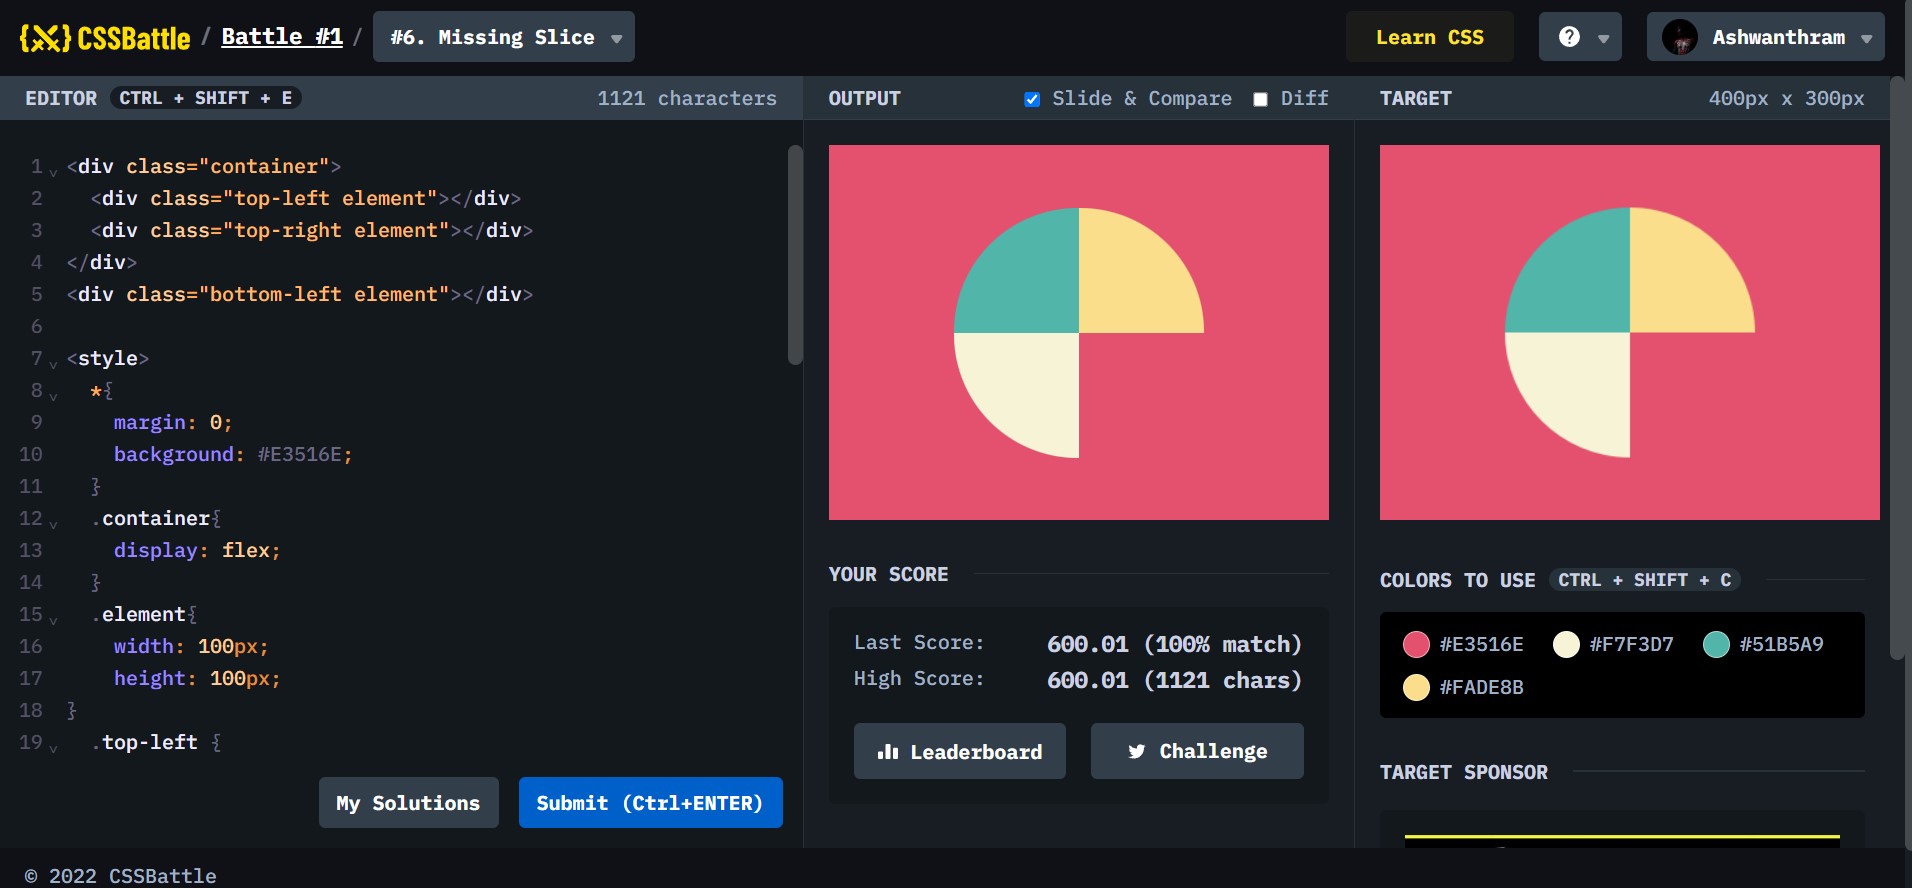 {X} CSSBattle / Battle #1 / #6. Missing Slice
Learn CSS
?
Ashwanthram
EDITOR CTRL + SHIFT + E 1121 characters
1 <div class="container">
2 <div class="top-left element"></div>
3 <div class="top-right element"></div>
4 </div>
5 <div class="bottom-left element"></div>
6
7 <style>
8 *{
9 margin: 0;
10 background: #E3516E;
11 }
12 .container{
13 display: flex;
14 }
15 .element{
16 width: 100px;
17 height: 100px;
18 }
19 .top-left {
My Solutions
Submit (Ctrl+ENTER)
OUTPUT Slide & Compare Diff
YOUR SCORE
Last Score: 600.01 (100% match)
High Score: 600.01 (1121 chars)
Leaderboard
Challenge
TARGET 400px x 300px
COLORS TO USE CTRL + SHIFT + C
#E3516E #F7F3D7 #51B5A9
#FADE8B
TARGET SPONSOR
© 2022 CSSBattle